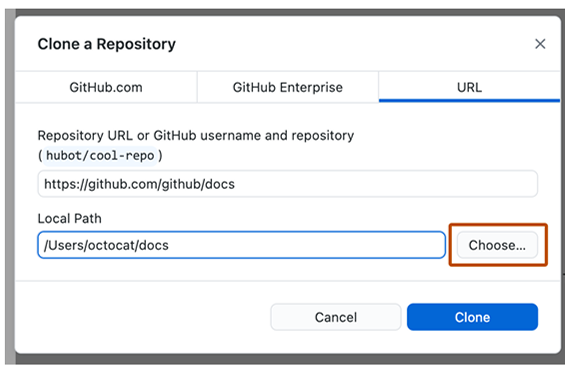 Clone a Repository
GitHub.com
GitHub Enterprise
URL
Repository URL or GitHub username and repository
(hubot/cool-repo)
https://github.com/github/docs
Local Path
/Users/octocat/docs
Choose...
Cancel
Clone